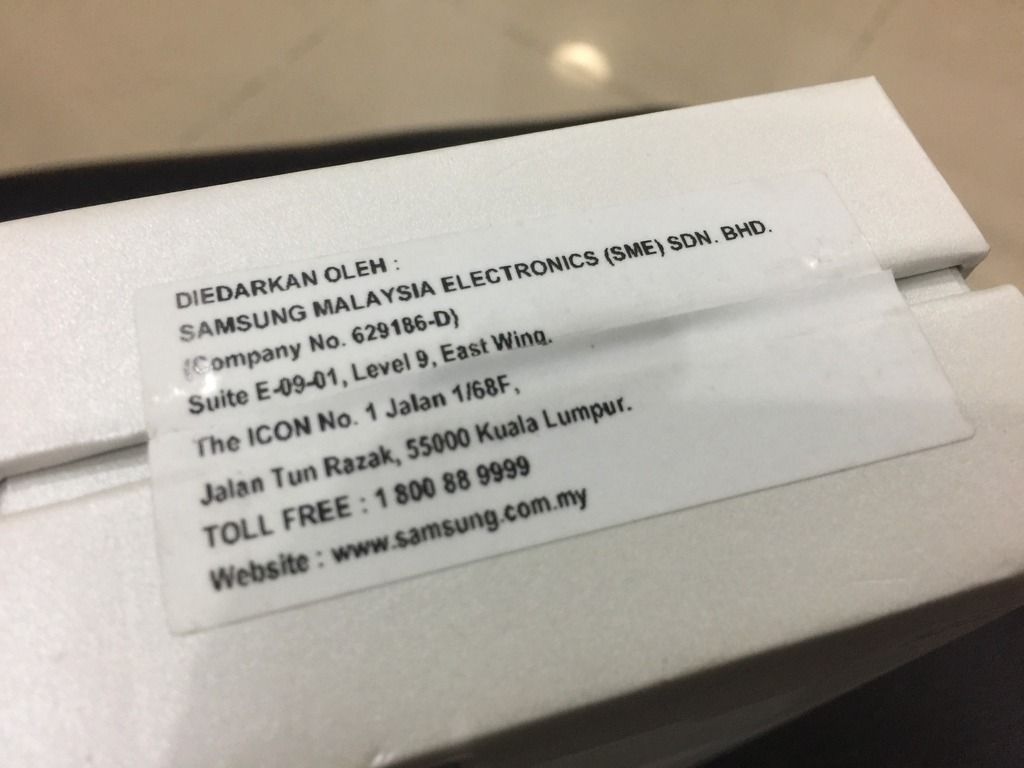 DIEDARKAN OLEH :
SAMSUNG MALAYSIA ELECTRONICS (SME) SDN. BHD.
(Company No. 629186-D)
Suite E-09-01, Level 9, East Wing.
The ICON No. 1 Jalan 1/68F,
Jalan Tun Razak, 55000 Kuala Lumpur.
TOLL FREE : 1 800 88 9999
Website : www.samsung.com.my